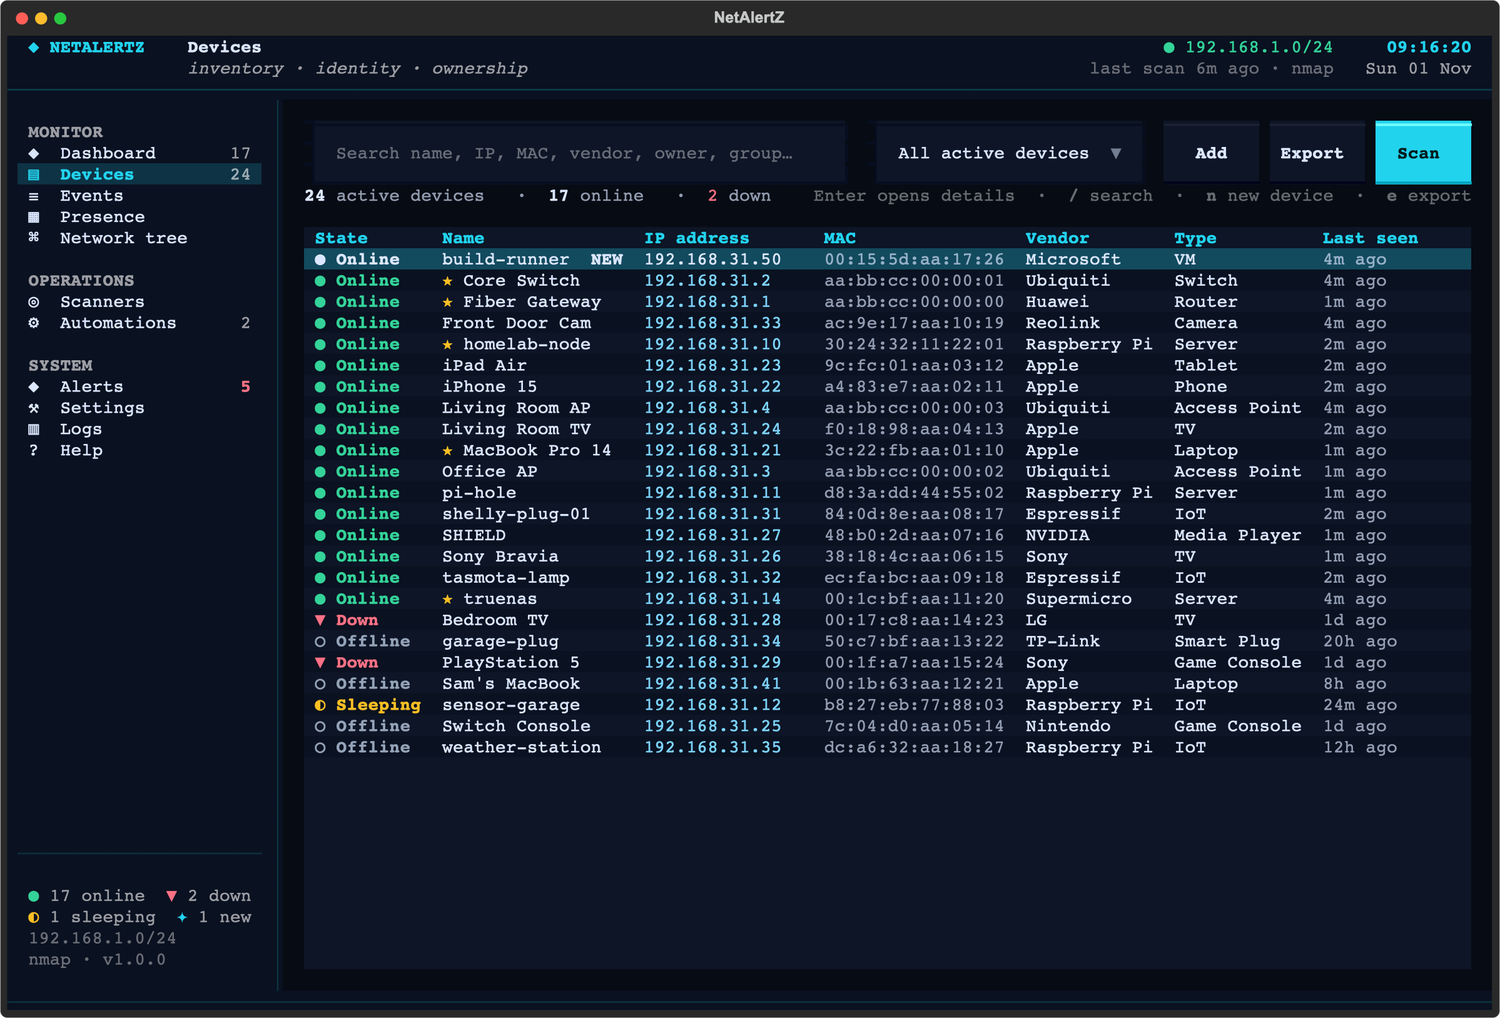 NetAlertZ
◆ NETALERTZ Devices ● 192.168.1.0/24 09:16:20
inventory · identity · ownership last scan 6m ago · nmap Sun 01 Nov
MONITOR
◆ Dashboard 17
Devices 24
≡ Events
Presence
⌘ Network tree
OPERATIONS
◎ Scanners
⚙ Automations 2
SYSTEM
◆ Alerts 5
⚒ Settings
Logs
? Help
● 17 online ▼ 2 down
◐ 1 sleeping ✦ 1 new
192.168.1.0/24
nmap · v1.0.0
Search name, IP, MAC, vendor, owner, group… All active devices ▼ Add Export Scan
24 active devices · 17 online · 2 down Enter opens details · / search · n new device · e export
State Name IP address MAC Vendor Type Last seen
● Online build-runner NEW 192.168.31.50 00:15:5d:aa:17:26 Microsoft VM 4m ago
● Online ★ Core Switch 192.168.31.2 aa:bb:cc:00:00:01 Ubiquiti Switch 4m ago
● Online ★ Fiber Gateway 192.168.31.1 aa:bb:cc:00:00:00 Huawei Router 1m ago
● Online Front Door Cam 192.168.31.33 ac:9e:17:aa:10:19 Reolink Camera 4m ago
● Online ★ homelab-node 192.168.31.10 30:24:32:11:22:01 Raspberry Pi Server 2m ago
● Online iPad Air 192.168.31.23 9c:fc:01:aa:03:12 Apple Tablet 2m ago
● Online iPhone 15 192.168.31.22 a4:83:e7:aa:02:11 Apple Phone 2m ago
● Online Living Room AP 192.168.31.4 aa:bb:cc:00:00:03 Ubiquiti Access Point 4m ago
● Online Living Room TV 192.168.31.24 f0:18:98:aa:04:13 Apple TV 2m ago
● Online ★ MacBook Pro 14 192.168.31.21 3c:22:fb:aa:01:10 Apple Laptop 1m ago
● Online Office AP 192.168.31.3 aa:bb:cc:00:00:02 Ubiquiti Access Point 1m ago
● Online pi-hole 192.168.31.11 d8:3a:dd:44:55:02 Raspberry Pi Server 1m ago
● Online shelly-plug-01 192.168.31.31 84:0d:8e:aa:08:17 Espressif IoT 2m ago
● Online SHIELD 192.168.31.27 48:b0:2d:aa:07:16 NVIDIA Media Player 1m ago
● Online Sony Bravia 192.168.31.26 38:18:4c:aa:06:15 Sony TV 1m ago
● Online tasmota-lamp 192.168.31.32 ec:fa:bc:aa:09:18 Espressif IoT 2m ago
● Online ★ truenas 192.168.31.14 00:1c:bf:aa:11:20 Supermicro Server 4m ago
▼ Down Bedroom TV 192.168.31.28 00:17:c8:aa:14:23 LG TV 1d ago
○ Offline garage-plug 192.168.31.34 50:c7:bf:aa:13:22 TP-Link Smart Plug 20h ago
▼ Down PlayStation 5 192.168.31.29 00:1f:a7:aa:15:24 Sony Game Console 1d ago
○ Offline Sam's MacBook 192.168.31.41 00:1b:63:aa:12:21 Apple Laptop 8h ago
◐ Sleeping sensor-garage 192.168.31.12 b8:27:eb:77:88:03 Raspberry Pi IoT 24m ago
○ Offline Switch Console 192.168.31.25 7c:04:d0:aa:05:14 Nintendo Game Console 1d ago
○ Offline weather-station 192.168.31.35 dc:a6:32:aa:18:27 Raspberry Pi IoT 12h ago